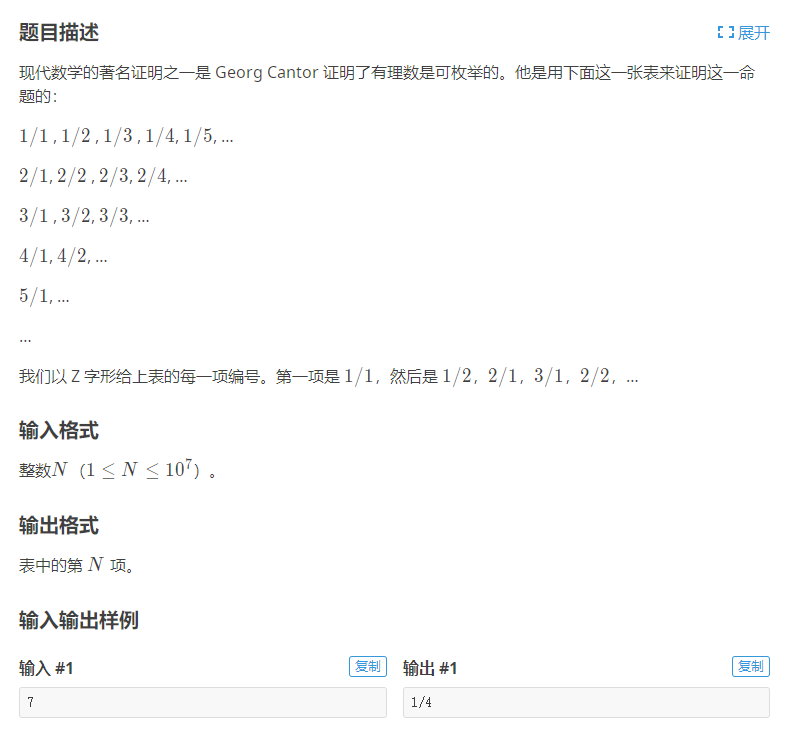 题目描述
展开
现代数学的著名证明之一是 Georg Cantor 证明了有理数是可枚举的。他是用下面这一张表来证明这一命
题的：
1/1 , 1/2 , 1/3 , 1/4, 1/5, …
2/1, 2/2 , 2/3, 2/4, …
3/1 , 3/2, 3/3, …
4/1, 4/2, …
5/1, …
…
我们以 Z 字形给上表的每一项编号。第一项是 1/1，然后是 1/2，2/1，3/1，2/2，…
输入格式
整数N（1 ≤ N ≤ 10⁷）。
输出格式
表中的第 N 项。
输入输出样例
输入 #1
复制
7
输出 #1
复制
1/4